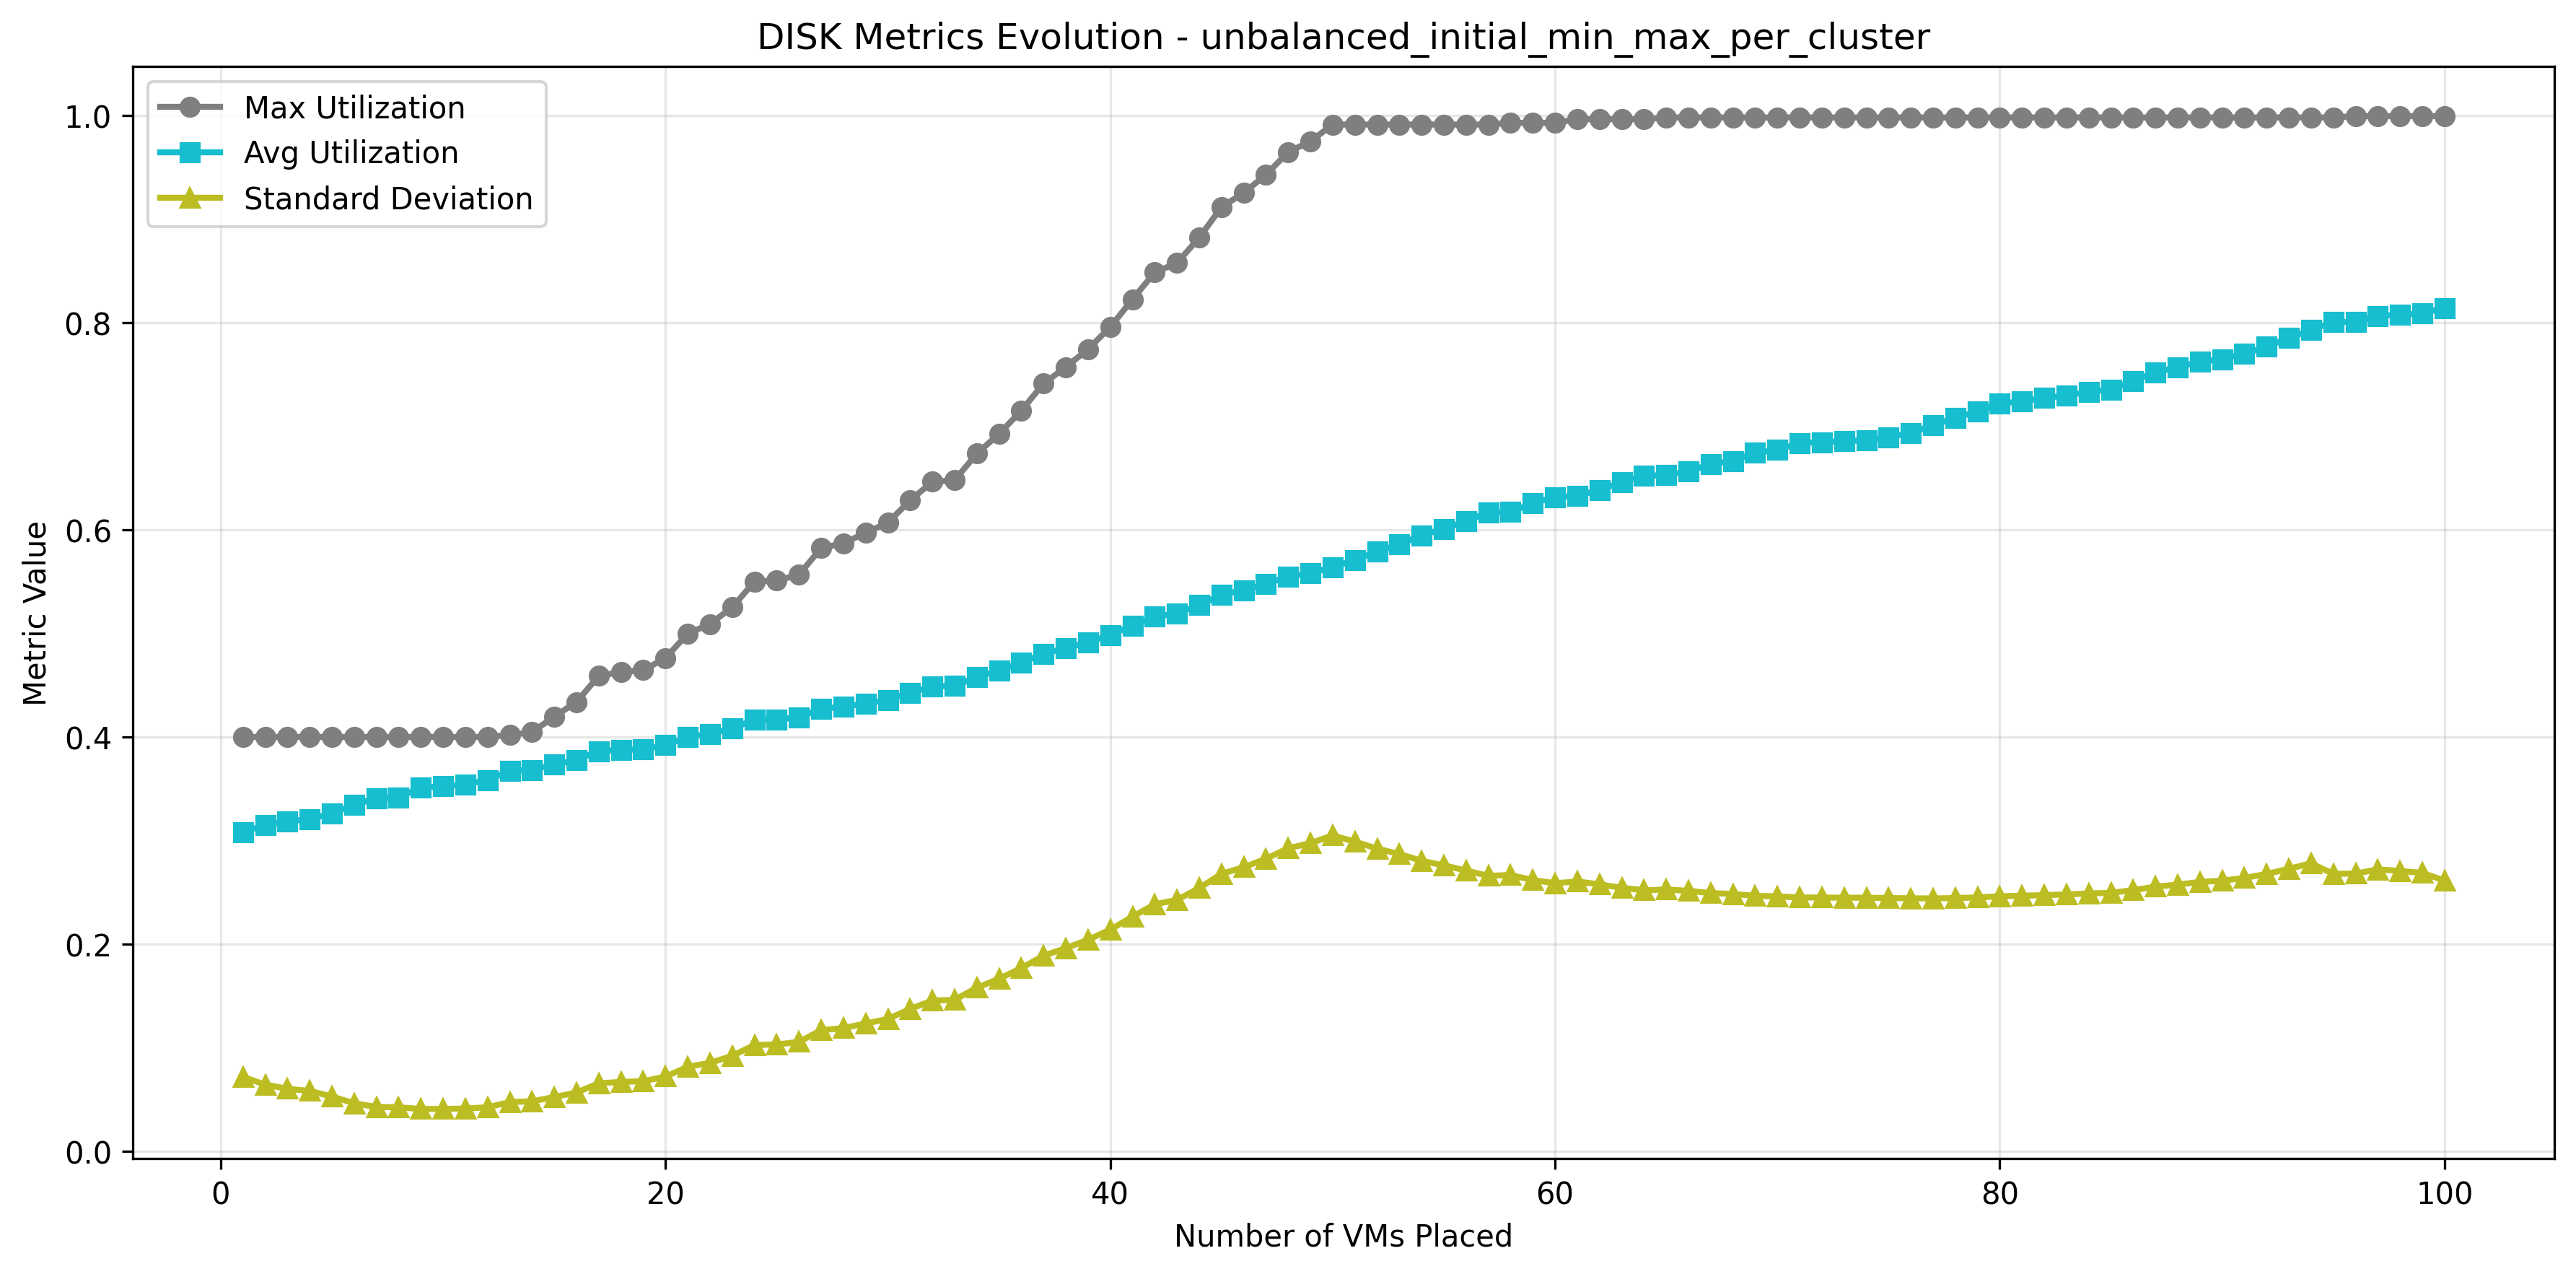 DISK Metrics Evolution - unbalanced_initial_min_max_per_cluster
Max Utilization
Avg Utilization
Standard Deviation
1.0
0.8
0.6
0.4
0.2
0.0
Metric Value
0 20 40 60 80 100
Number of VMs Placed